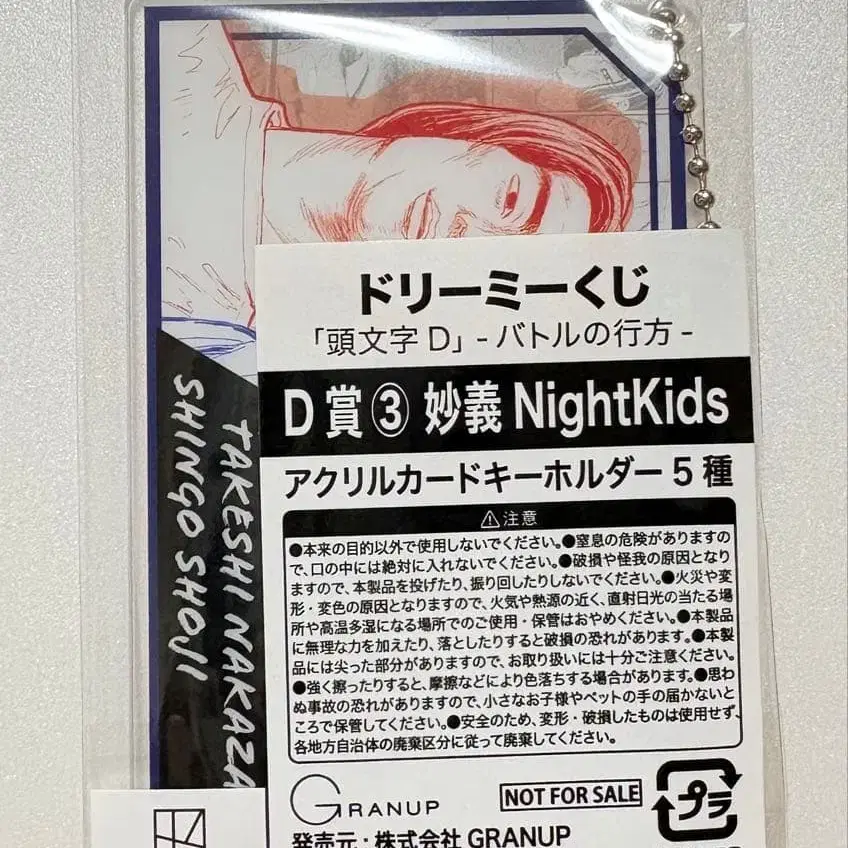 ドリーミーくじ
「頭文字D」-バトルの行方-
D賞③ 妙義 NightKids
アクリルカードキーホルダー5種
⚠注意
●本来の目的以外で使用しないでください。●窒息の危険がありますの
で、口の中には絶対に入れないでください。●破損や怪我の原因となり
ますので、本製品を投げたり、振り回したりしないでください。●火災や変
形・変色の原因となりますので、火気や熱源の近く、直射日光の当たる場
所や高温多湿になる場所でのご使用・保管はおやめください。●本製品
に無理な力を加えたり、落としたりすると破損の恐れがあります。●本製
品には尖った部分がありますので、お取り扱いには十分ご注意ください。
●強く擦ったりすると、摩擦などにより色落ちする場合があります。●思わ
ぬ事故の恐れがありますので、小さなお子様やペットの手の届かないと
ころで保管してください。●安全のため、変形・破損したものは使用せず、
各地方自治体の廃棄区分に従って廃棄してください。
GRANUP
NOT FOR SALE
プラ
発売元:株式会社 GRANUP
TAKESHI NAKAZA
SHINGO SHOJI